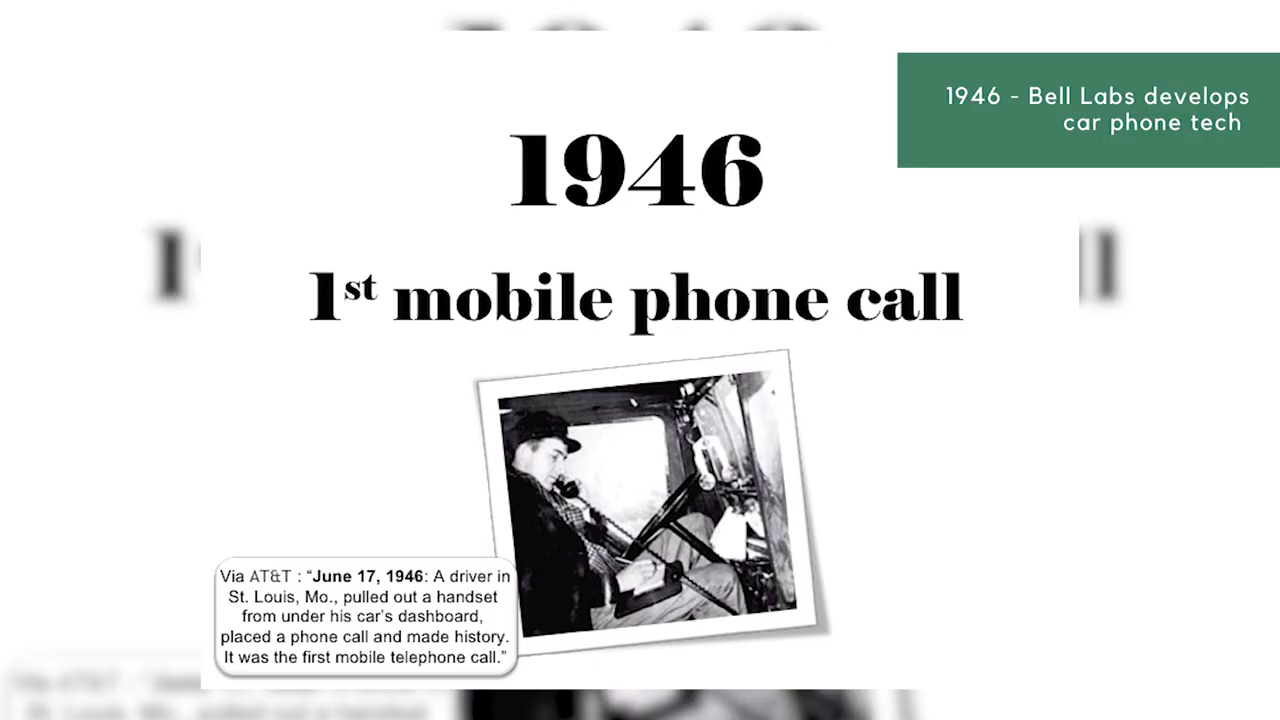 1946 - Bell Labs develops
car phone tech
1946
1st mobile phone call
Via AT&T : “June 17, 1946: A driver in
St. Louis, Mo., pulled out a handset
from under his car’s dashboard,
placed a phone call and made history.
It was the first mobile telephone call.”